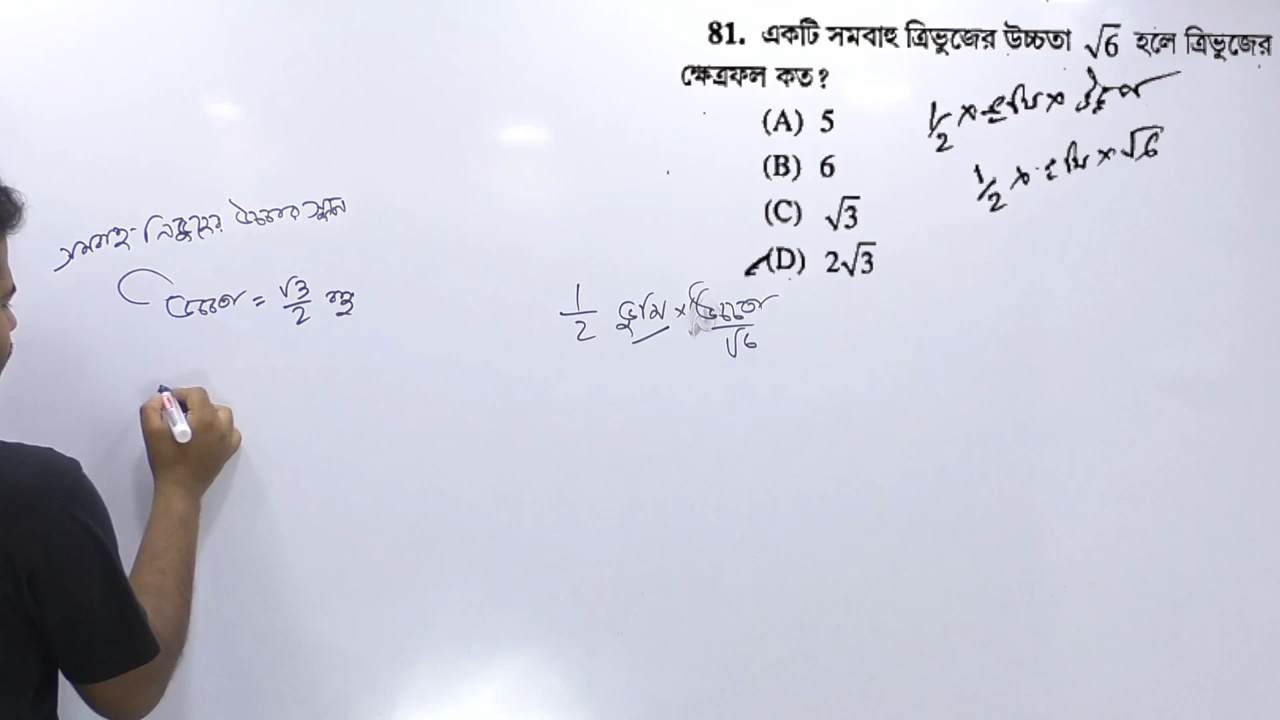 81. একটি সমবাহু ত্রিভুজের উচ্চতা √6 হলে ত্রিভুজের
ক্ষেত্রফল কত?
(A) 5
(B) 6
(C) √3
(D) 2√3
1/2 × ভূমি × উচ্চতা
1/2 × ভূমি × √6
সমবাহু ত্রিভুজের উচ্চতার সূত্র
উচ্চতা = √3/2 বাহু
1/2 ভূমি × উচ্চতা
√6